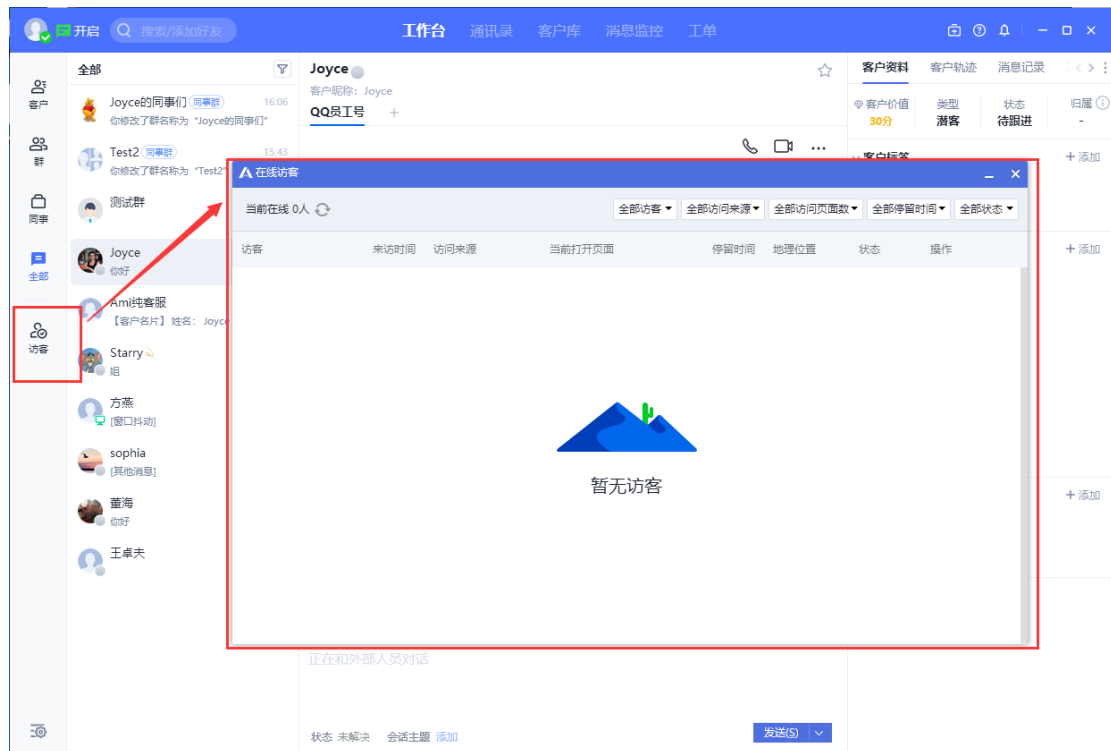 开启 搜索/添加好友 工作台 通讯录 客户库 消息监控 工单
客户
群
同事
全部
访客
全部
Joyce的同事们 同事群 16:06
你修改了群名称为 “Joyce的同事们”
Test2 同事群 15:43
你修改了群名称为 “Test2”
测试群
Joyce
你好
Ami纯客服
【客户名片】姓名： Joyce
Starry
姐
方燕
[窗口抖动]
sophia
[其他消息]
董海
你好
王卓夫
Joyce
客户昵称： Joyce
QQ员工号 +
在线访客
当前在线 0人 全部访客 全部访问来源 全部访问页面数 全部停留时间 全部状态
访客 来访时间 访问来源 当前打开页面 停留时间 地理位置 状态 操作
暂无访客
正在和外部人员对话
状态 未解决 会话主题 添加
发送(S)
客户资料 客户轨迹 消息记录
客户价值 类型 状态 归属
30分 潜客 待跟进 -
客户标签 + 添加
+ 添加
+ 添加